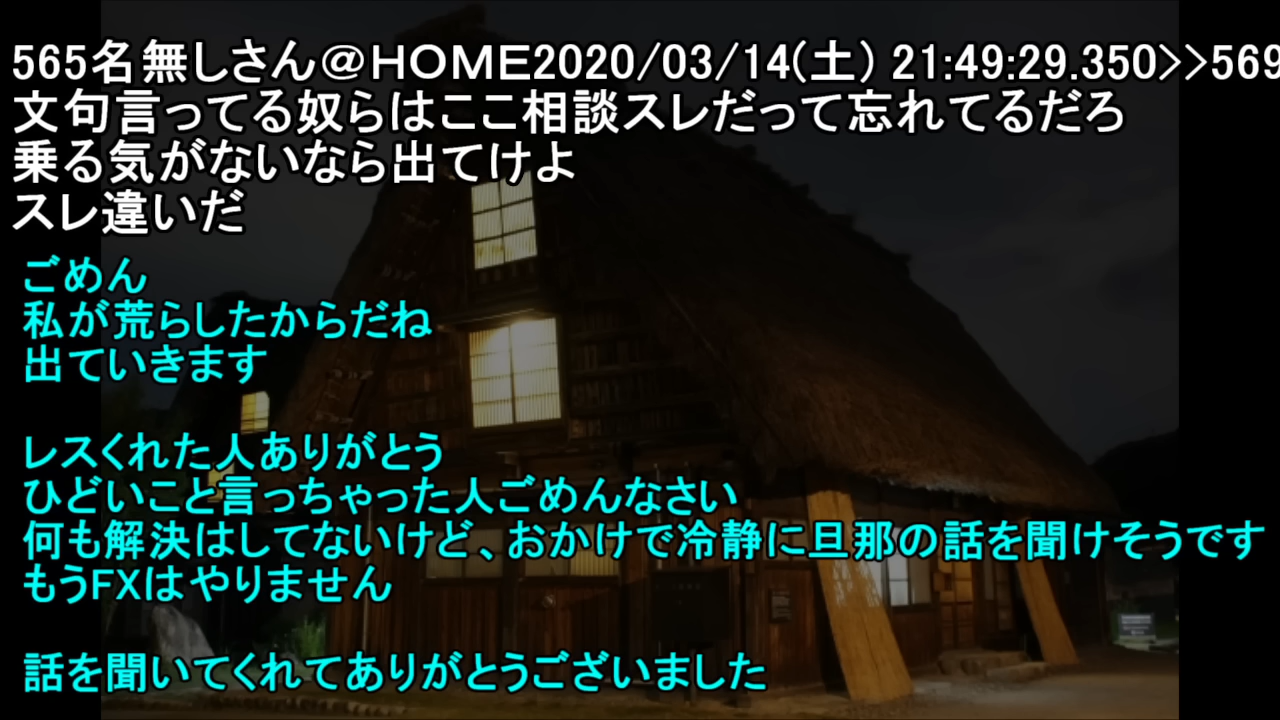 565名無しさん＠ＨＯＭＥ2020/03/14(土) 21:49:29.350>>569
文句言ってる奴らはここ相談スレだって忘れてるだろ
乗る気がないなら出てけよ
スレ違いだ
ごめん
私が荒らしたからだね
出ていきます
レスくれた人ありがとう
ひどいこと言っちゃった人ごめんなさい
何も解決はしてないけど、おかけで冷静に旦那の話を聞けそうです
もうFXはやりません
話を聞いてくれてありがとうございました